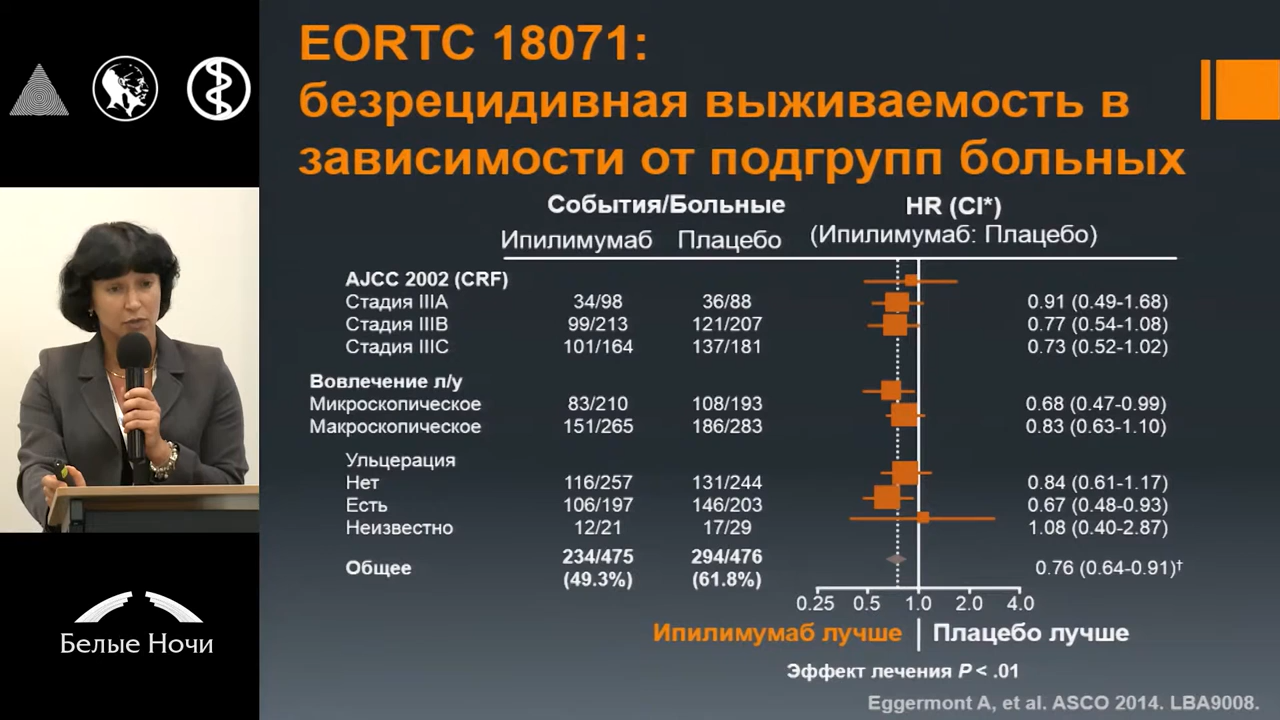 EORTC 18071:
безрецидивная выживаемость в
зависимости от подгрупп больных
События/Больные HR (CI*)
Ипилимумаб Плацебо (Ипилимумаб: Плацебо)
AJCC 2002 (CRF)
Стадия IIIA 34/98 36/88 0.91 (0.49-1.68)
Стадия IIIB 99/213 121/207 0.77 (0.54-1.08)
Стадия IIIC 101/164 137/181 0.73 (0.52-1.02)
Вовлечение л/у
Микроскопическое 83/210 108/193 0.68 (0.47-0.99)
Макроскопическое 151/265 186/283 0.83 (0.63-1.10)
Ульцерация
Нет 116/257 131/244 0.84 (0.61-1.17)
Есть 106/197 146/203 0.67 (0.48-0.93)
Неизвестно 12/21 17/29 1.08 (0.40-2.87)
Общее 234/475 (49.3%) 294/476 (61.8%) 0.76 (0.64-0.91)†
0.25 0.5 1.0 2.0 4.0
Ипилимумаб лучше Плацебо лучше
Эффект лечения P < .01
Eggermont A, et al. ASCO 2014. LBA9008.
Белые Ночи